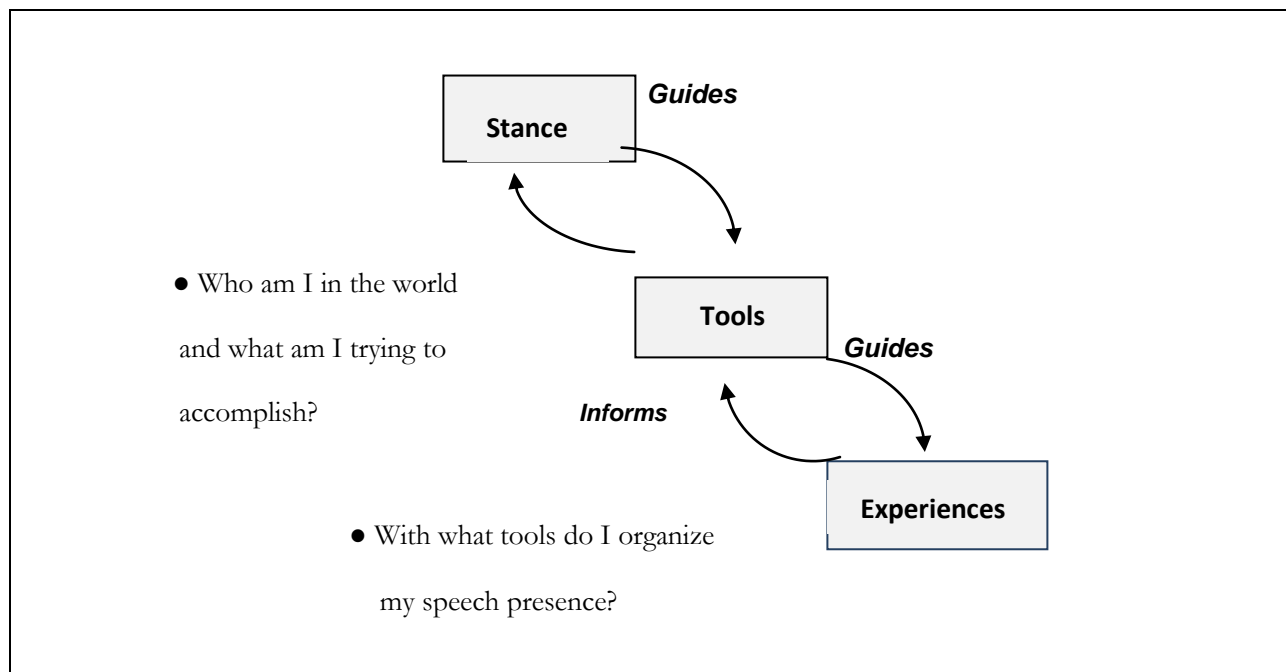 Guides
Stance
● Who am I in the world
and what am I trying to
accomplish?
Tools
Guides
Informs
Experiences
● With what tools do I organize
my speech presence?